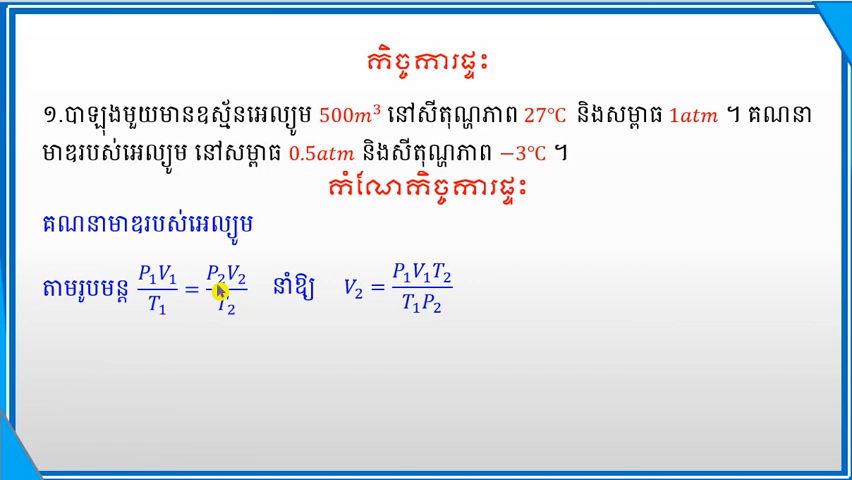 កិច្ចការផ្ទះ
១.បាឡុងមួយមានឧស្ម័នអេល្យូម 500m³ នៅសីតុណ្ហភាព 27°C និងសម្ពាធ 1atm ។ គណនា
មាឌរបស់អេល្យូម នៅសម្ពាធ 0.5atm និងសីតុណ្ហភាព −3°C ។
កំណែកិច្ចការផ្ទះ
គណនាមាឌរបស់អេល្យូម
តាមរូបមន្ត P₁V₁/T₁ = P₂V₂/T₂ នាំឱ្យ V₂ = P₁V₁T₂/T₁P₂